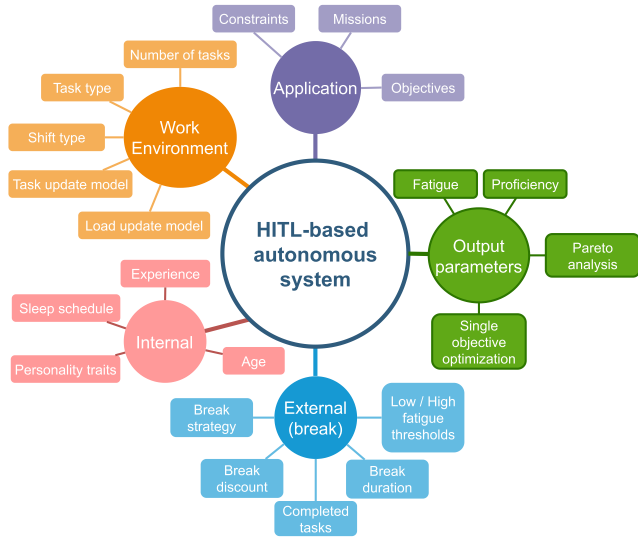 Constraints
Missions
Application
Objectives
Number of tasks
Task type
Shift type
Task update model
Load update model
Work
Environment
HITL-based
autonomous
system
Fatigue
Proficiency
Output
parameters
Pareto
analysis
Single
objective
optimization
Experience
Sleep schedule
Internal
Personality traits
Age
External
(break)
Break
strategy
Low / High
fatigue
thresholds
Break
discount
Break
duration
Completed
tasks